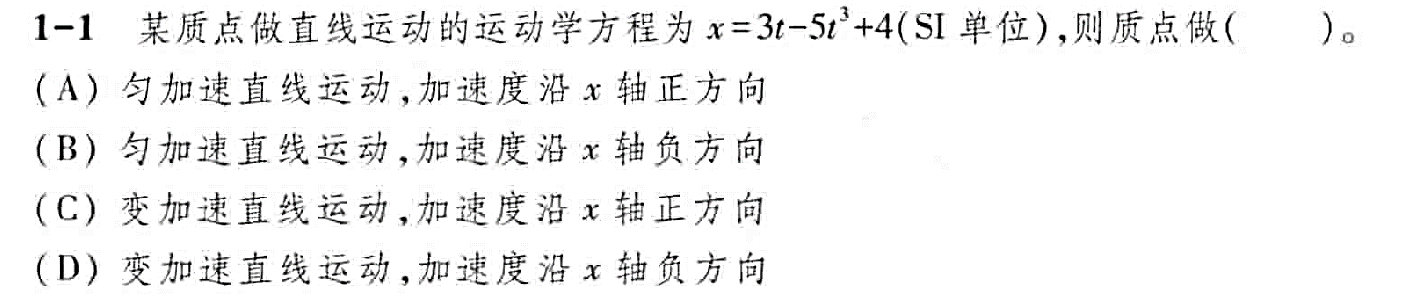 1-1 某质点做直线运动的运动学方程为 x=3t-5t³+4(SI 单位),则质点做(  )。
(A) 匀加速直线运动,加速度沿 x 轴正方向
(B) 匀加速直线运动,加速度沿 x 轴负方向
(C) 变加速直线运动,加速度沿 x 轴正方向
(D) 变加速直线运动,加速度沿 x 轴负方向